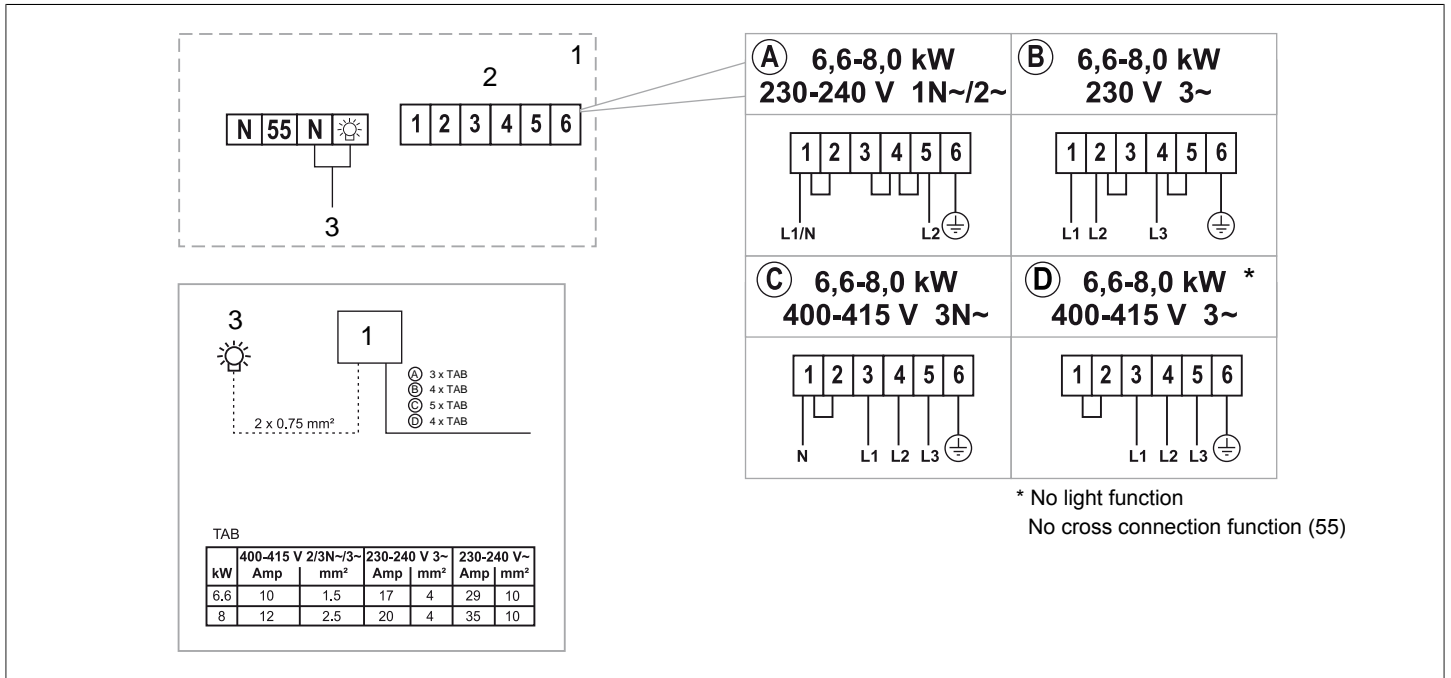 1
2
N 55 N
1 2 3 4 5 6
3
A 6,6-8,0 kW
230-240 V 1N~/2~
1 2 3 4 5 6
L1/N L2
B 6,6-8,0 kW
230 V 3~
1 2 3 4 5 6
L1 L2 L3
C 6,6-8,0 kW
400-415 V 3N~
1 2 3 4 5 6
N L1 L2 L3
D 6,6-8,0 kW *
400-415 V 3~
1 2 3 4 5 6
L1 L2 L3
* No light function
No cross connection function (55)
3
1
A 3 x TAB
B 4 x TAB
C 5 x TAB
D 4 x TAB
2 x 0.75 mm²
TAB
400-415 V 2/3N~/3~ 230-240 V 3~ 230-240 V~
kW Amp mm² Amp mm² Amp mm²
6.6 10 1.5 17 4 29 10
8 12 2.5 20 4 35 10